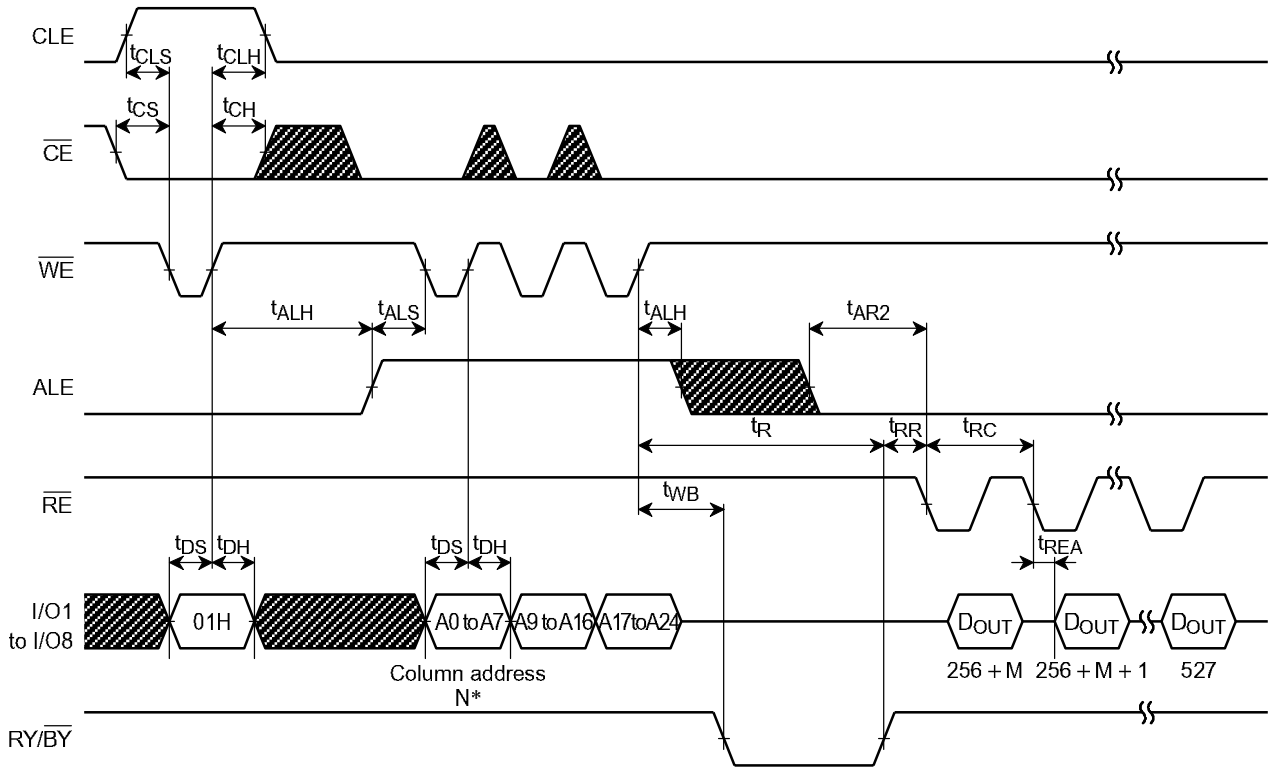 CLE
tCLS tCLH
tCS tCH
CE
WE
tALH tALS tALH tAR2
ALE
tR tRR tRC
RE
tWB
tDS tDH tDS tDH tREA
I/O1
to I/O8
01H A0 to A7 A9 to A16 A17 to A24 DOUT DOUT DOUT
256 + M 256 + M + 1 527
Column address
N*
RY/BY